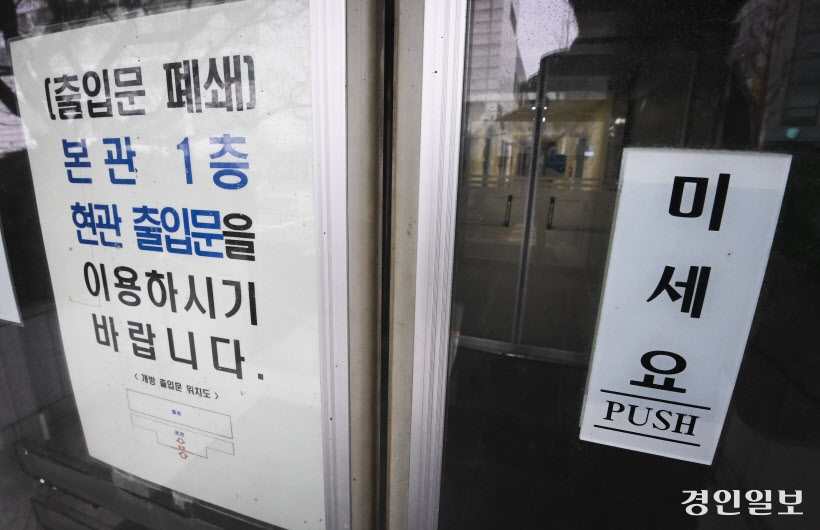 (출입문 폐쇄)
본관 1층
현관 출입문을
이용하시기
바랍니다.
< 개방 출입문 위치도 >
미
세
요
PUSH
경인일보